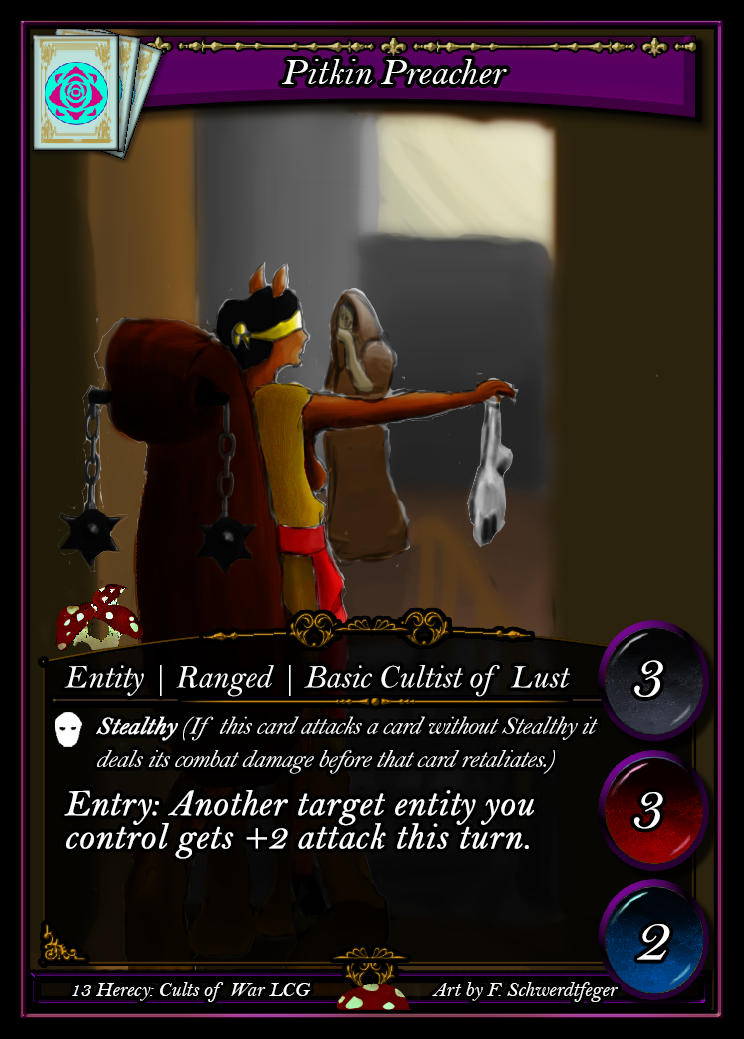 Pitkin Preacher
Entity | Ranged | Basic Cultist of Lust
3
Stealthy (If this card attacks a card without Stealthy it
deals its combat damage before that card retaliates.)
Entry: Another target entity you
control gets +2 attack this turn.
3
2
13 Herecy: Cults of War LCG
Art by F. Schwerdtfeger